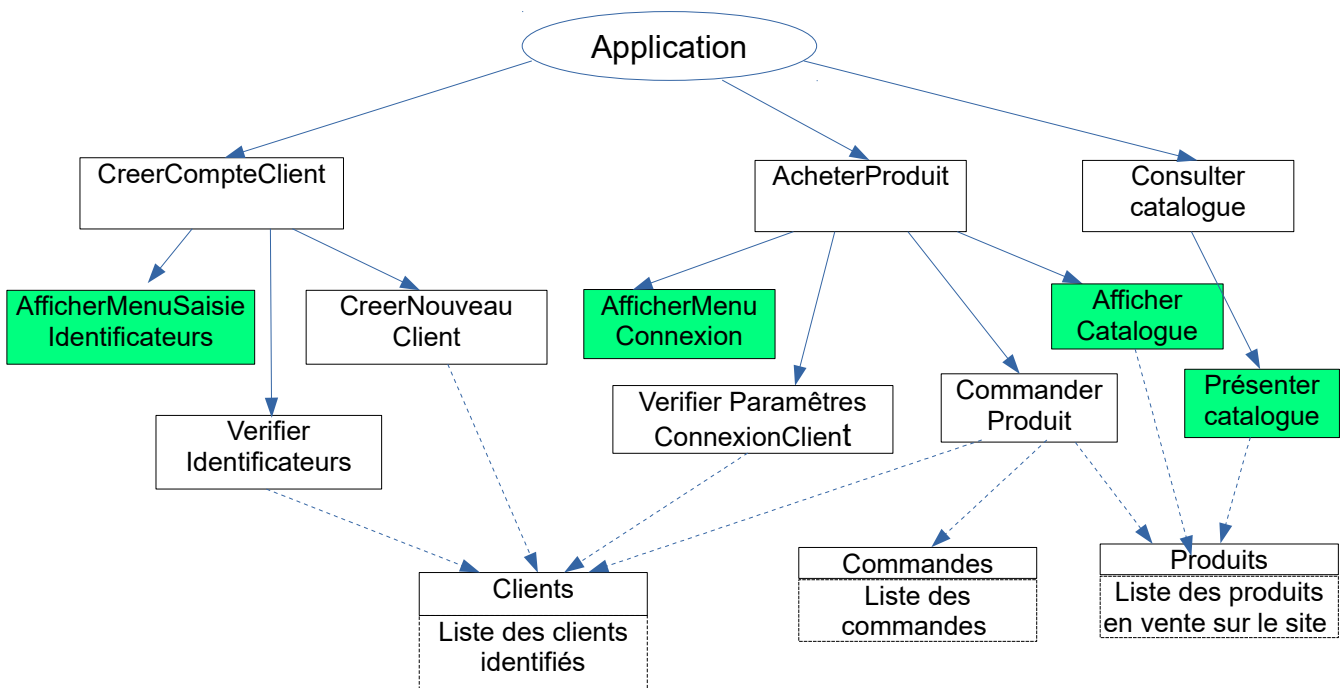 Application
CreerCompteClient
AcheterProduit
Consulter
catalogue
AfficherMenuSaisie
Identificateurs
CreerNouveau
Client
AfficherMenu
Connexion
Afficher
Catalogue
Verifier
Identificateurs
Verifier Paramêtres
ConnexionClient
Commander
Produit
Présenter
catalogue
Clients
Liste des clients
identifiés
Commandes
Liste des
commandes
Produits
Liste des produits
en vente sur le site